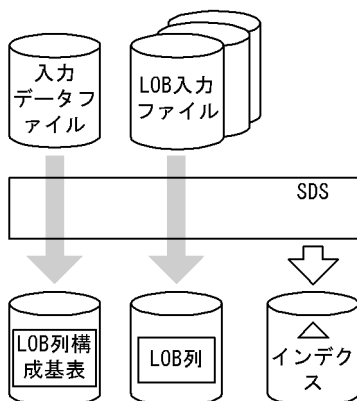 入力
データファ
イル
LOB入力
ファイル
SDS
LOB列構
成基表
LOB列
インデク
ス